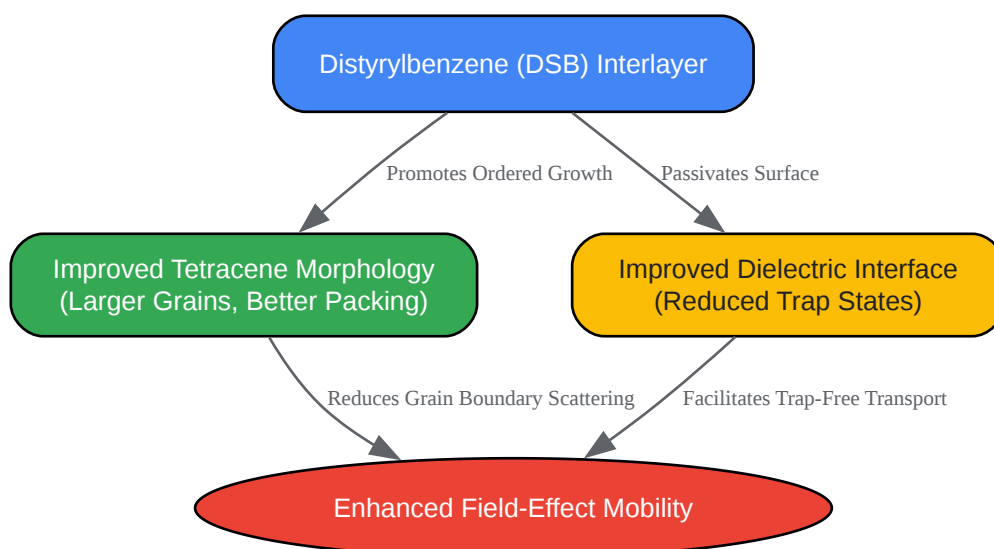 Distyrylbenzene (DSB) Interlayer
Promotes Ordered Growth
Passivates Surface
Improved Tetracene Morphology
(Larger Grains, Better Packing)
Improved Dielectric Interface
(Reduced Trap States)
Reduces Grain Boundary Scattering
Facilitates Trap-Free Transport
Enhanced Field-Effect Mobility